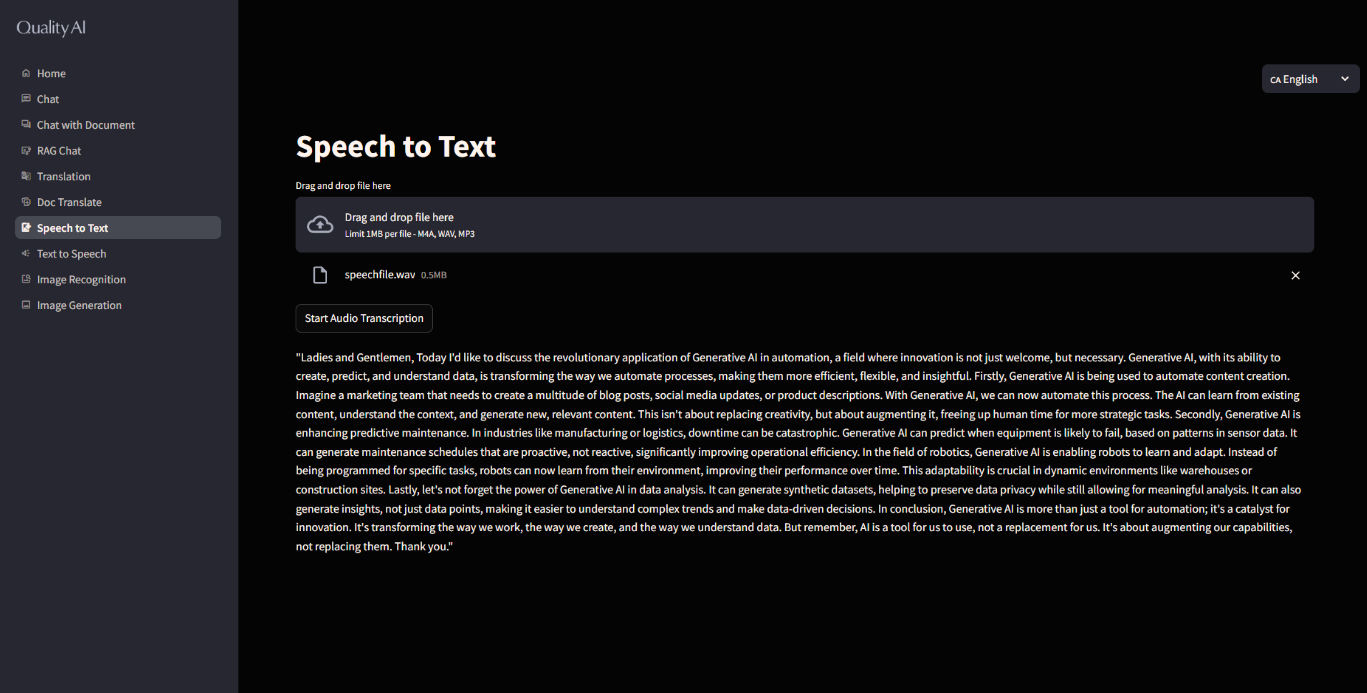 Quality AI
Home
Chat
Chat with Document
RAG Chat
Translation
Doc Translate
Speech to Text
Text to Speech
Image Recognition
Image Generation
CA English
Speech to Text
Drag and drop file here
Drag and drop file here
Limit 1MB per file - M4A, WAV, MP3
speechfile.wav 0.5MB
Start Audio Transcription
"Ladies and Gentlemen, Today I'd like to discuss the revolutionary application of Generative AI in automation, a field where innovation is not just welcome, but necessary. Generative AI, with its ability to
create, predict, and understand data, is transforming the way we automate processes, making them more efficient, flexible, and insightful. Firstly, Generative AI is being used to automate content creation.
Imagine a marketing team that needs to create a multitude of blog posts, social media updates, or product descriptions. With Generative AI, we can now automate this process. The AI can learn from existing
content, understand the context, and generate new, relevant content. This isn't about replacing creativity, but about augmenting it, freeing up human time for more strategic tasks. Secondly, Generative AI is
enhancing predictive maintenance. In industries like manufacturing or logistics, downtime can be catastrophic. Generative AI can predict when equipment is likely to fail, based on patterns in sensor data. It
can generate maintenance schedules that are proactive, not reactive, significantly improving operational efficiency. In the field of robotics, Generative AI is enabling robots to learn and adapt. Instead of
being programmed for specific tasks, robots can now learn from their environment, improving their performance over time. This adaptability is crucial in dynamic environments like warehouses or
construction sites. Lastly, let's not forget the power of Generative AI in data analysis. It can generate synthetic datasets, helping to preserve data privacy while still allowing for meaningful analysis. It can also
generate insights, not just data points, making it easier to understand complex trends and make data-driven decisions. In conclusion, Generative AI is more than just a tool for automation; it's a catalyst for
innovation. It's transforming the way we work, the way we create, and the way we understand data. But remember, AI is a tool for us to use, not a replacement for us. It's about augmenting our capabilities,
not replacing them. Thank you."